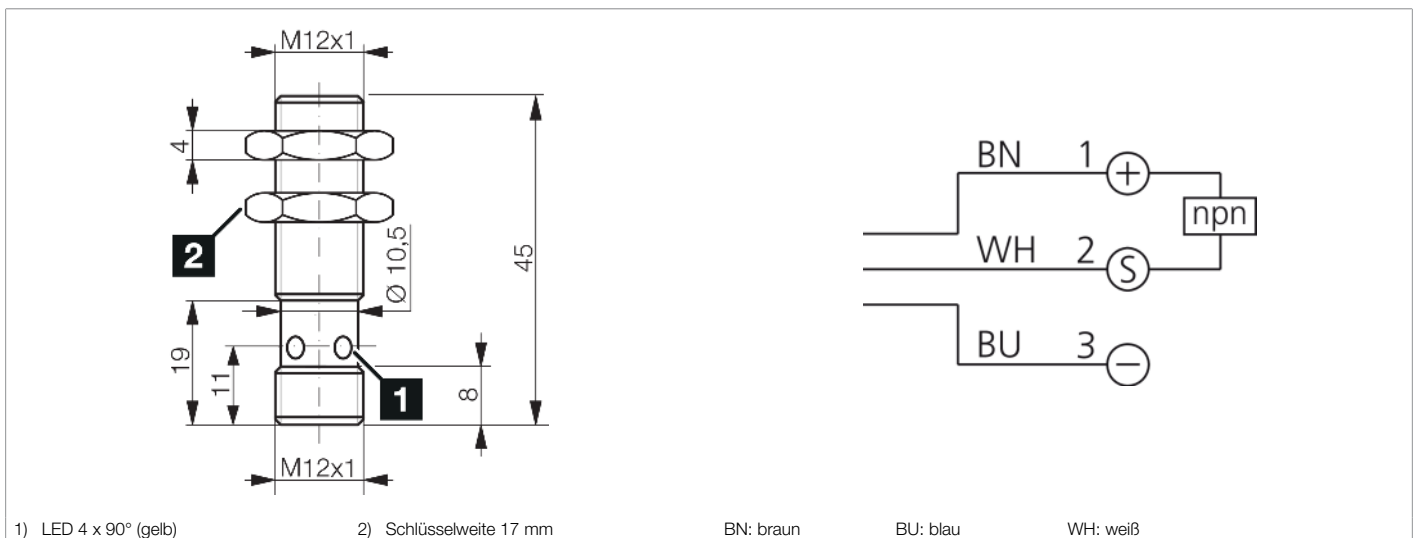 M12x1
4
2
Ø 10,5
45
19
11
1
8
M12x1
BN 1 +
npn
WH 2 S
BU 3 −
1) LED 4 x 90° (gelb) 2) Schlüsselweite 17 mm BN: braun BU: blau WH: weiß